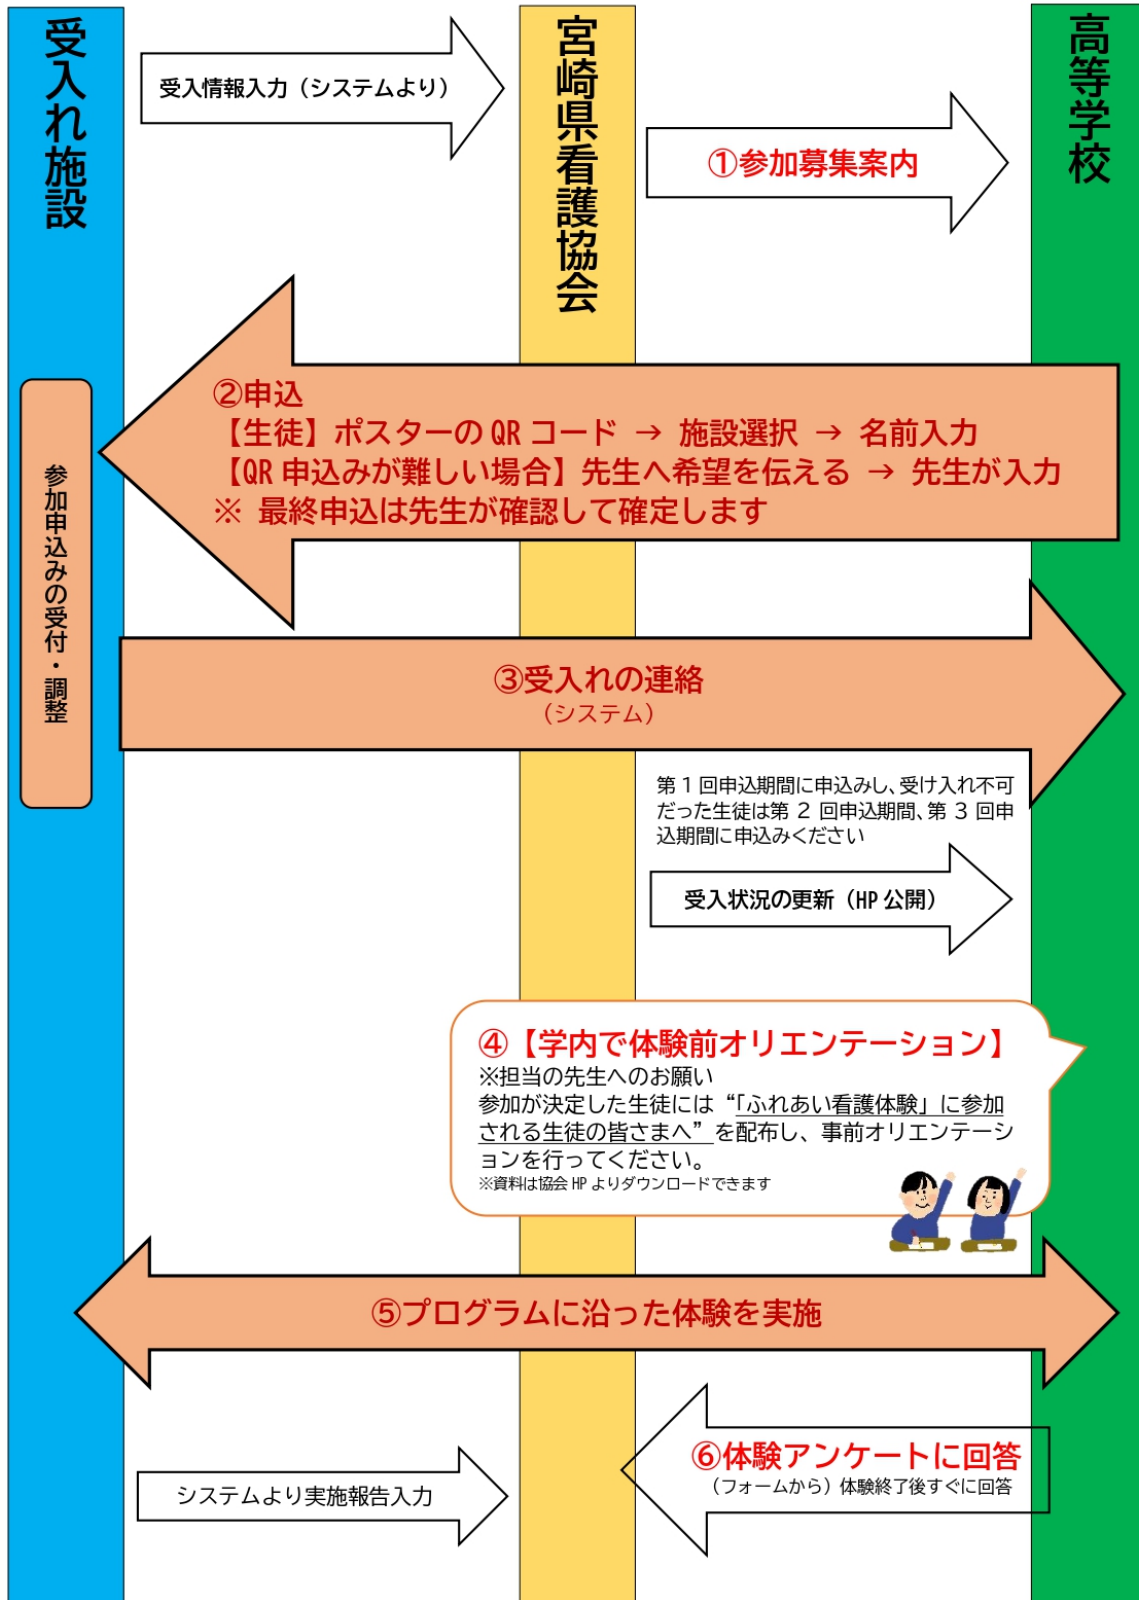 受入れ施設
宮崎県看護協会
高等学校
受入情報入力（システムより）
①参加募集案内
②申込
【生徒】ポスターのQRコード → 施設選択 → 名前入力
【QR申込みが難しい場合】先生へ希望を伝える → 先生が入力
※ 最終申込は先生が確認して確定します
参加申込みの受付・調整
③受入れの連絡
（システム）
第1回申込期間に申込みし、受け入れ不可
だった生徒は第2回申込期間、第3回申
込期間に申込みください
受入状況の更新（HP公開）
④【学内で体験前オリエンテーション】
※担当の先生へのお願い
参加が決定した生徒には“「ふれあい看護体験」に参加
される生徒の皆さまへ”を配布し、事前オリエンテーシ
ョンを行ってください。
※資料は協会HPよりダウンロードできます
⑤プログラムに沿った体験を実施
⑥体験アンケートに回答
（フォームから）体験終了後すぐに回答
システムより実施報告入力